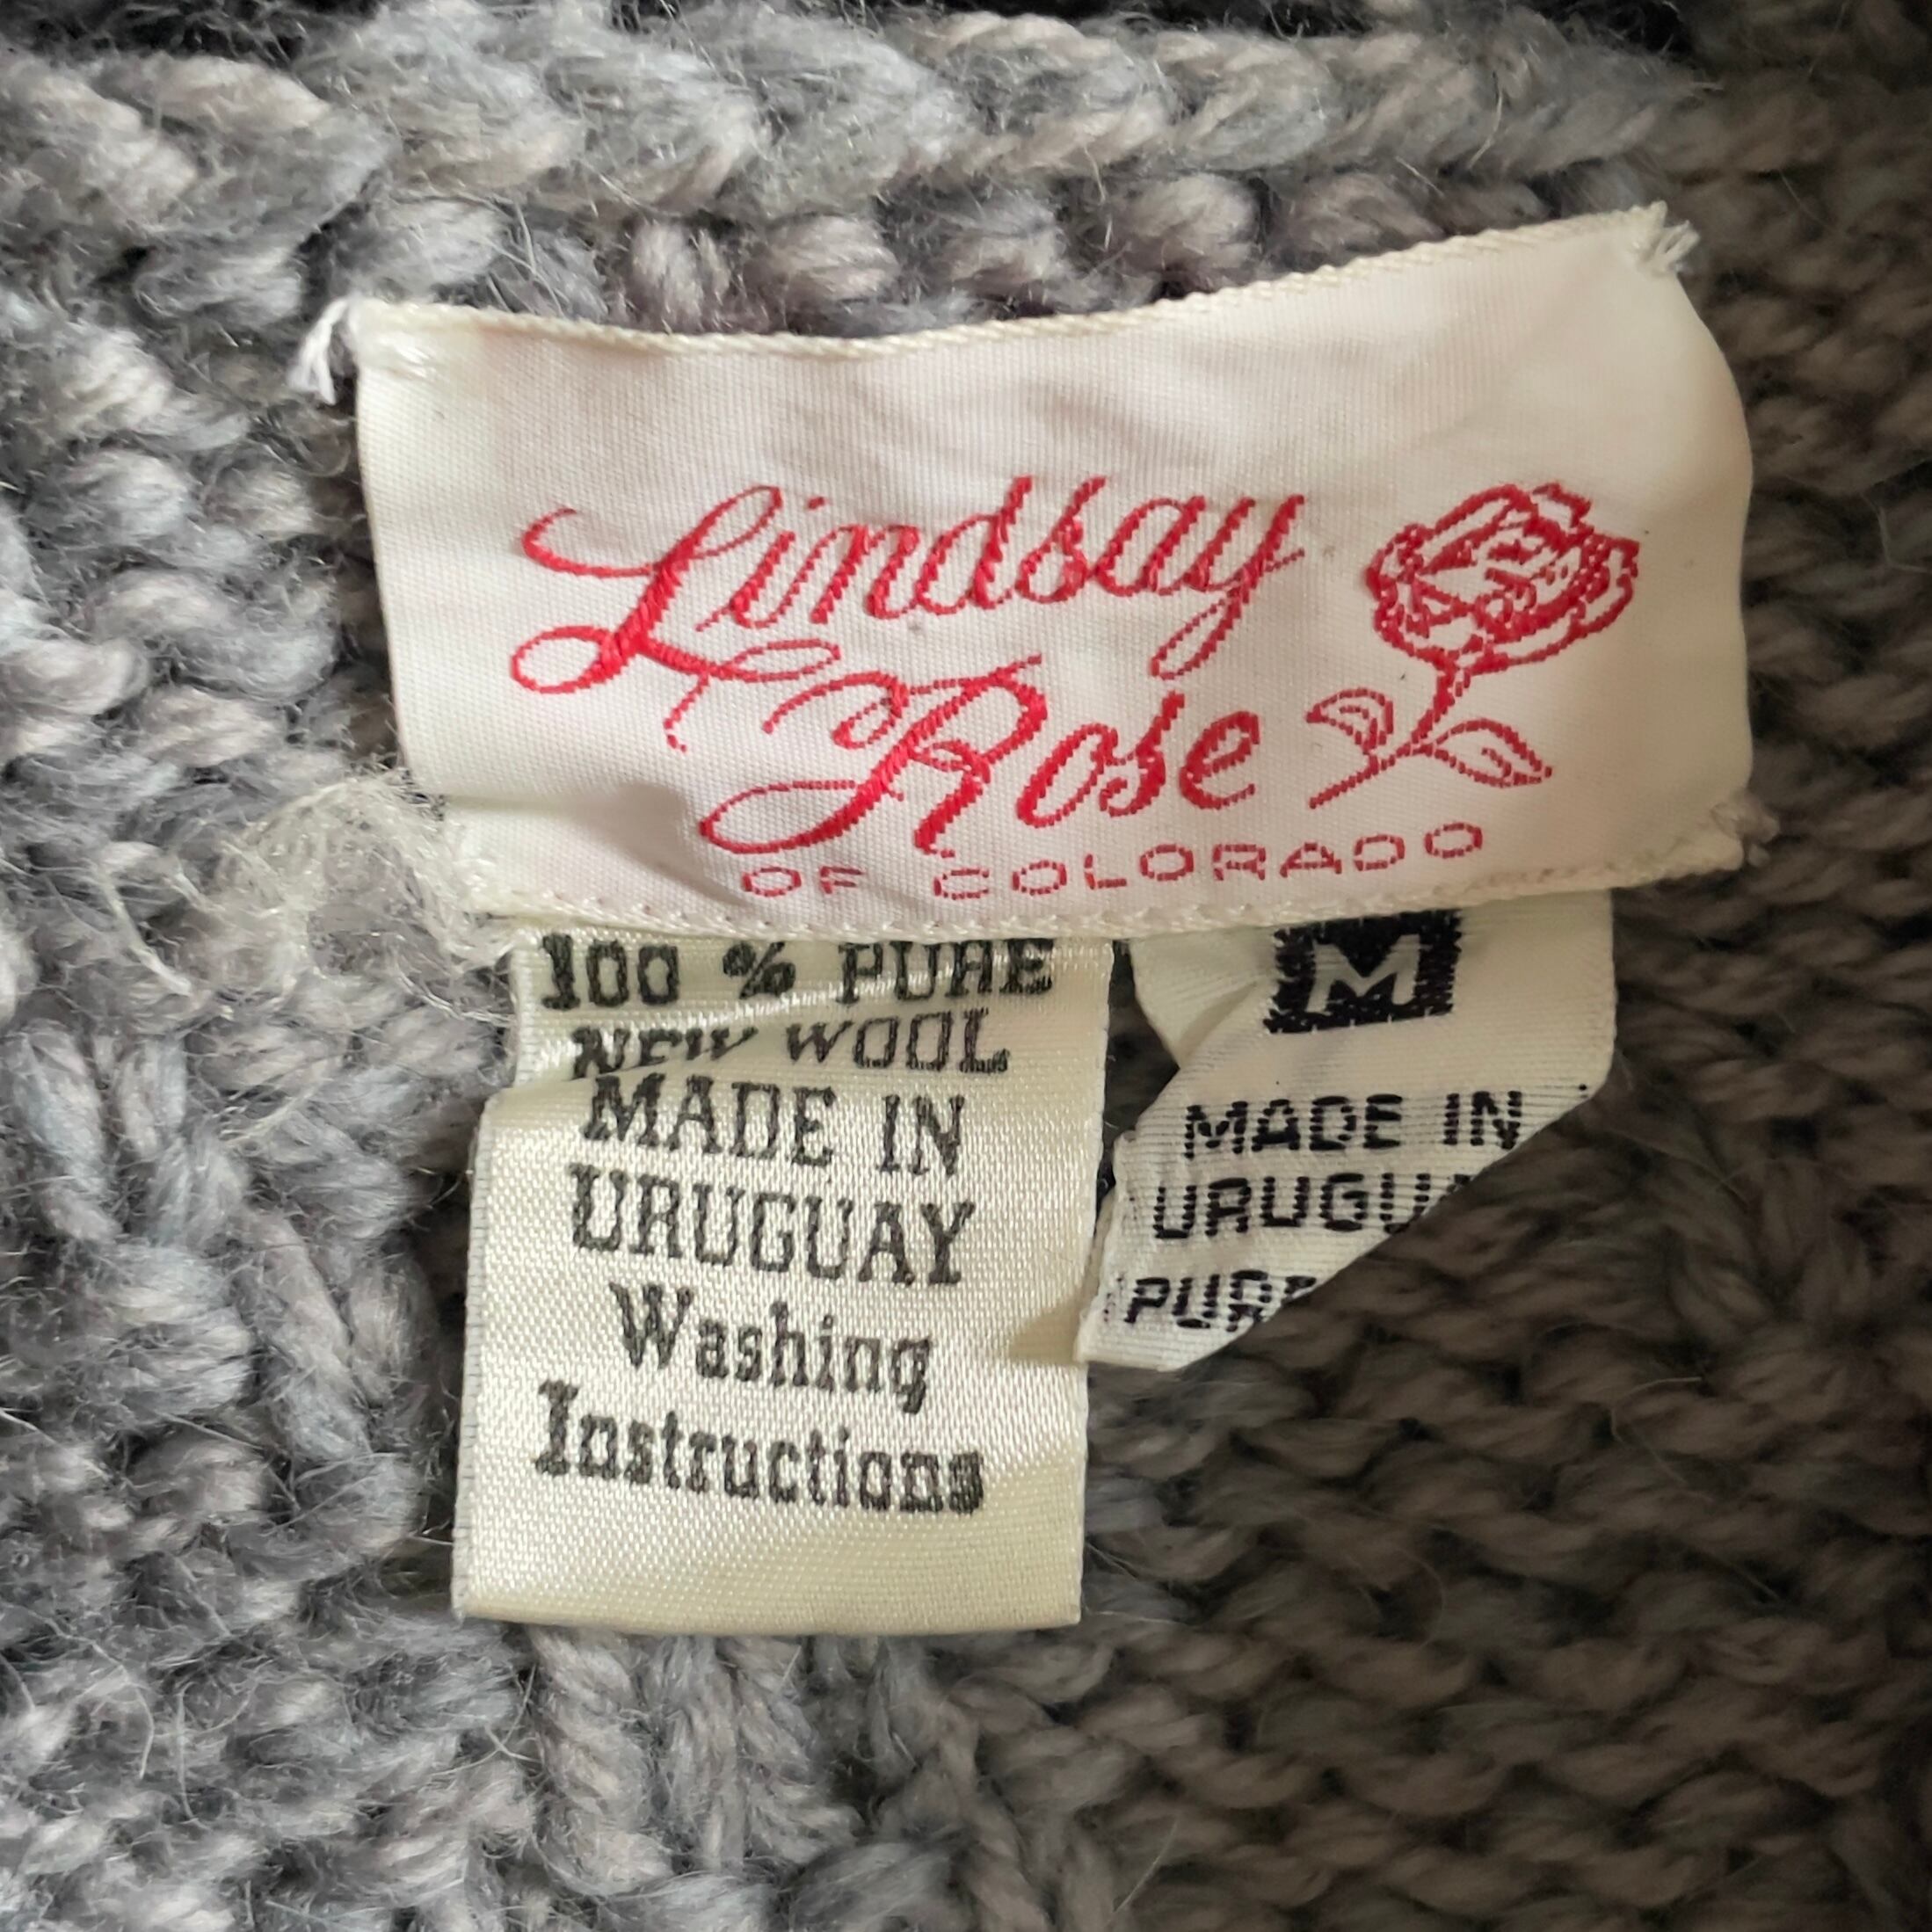 Lindsay
Rose
OF COLORADO
100 % PURE
NEW WOOL
MADE IN
URUGUAY
Washing
Instructions
M
MADE IN